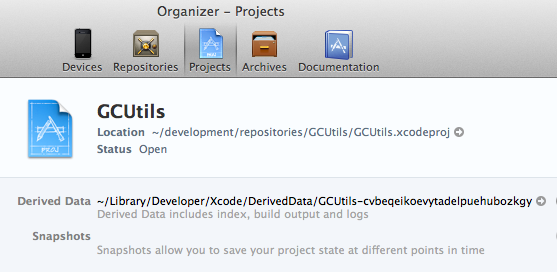 Organizer – Projects
Devices Repositories Projects Archives Documentation
GCUtils
Location ~/development/repositories/GCUtils/GCUtils.xcodeproj
Status Open
Derived Data ~/Library/Developer/Xcode/DerivedData/GCUtils-cvbeqeikoevytadelpuehubozkgy
Derived Data includes index, build output and logs
Snapshots
Snapshots allow you to save your project state at different points in time